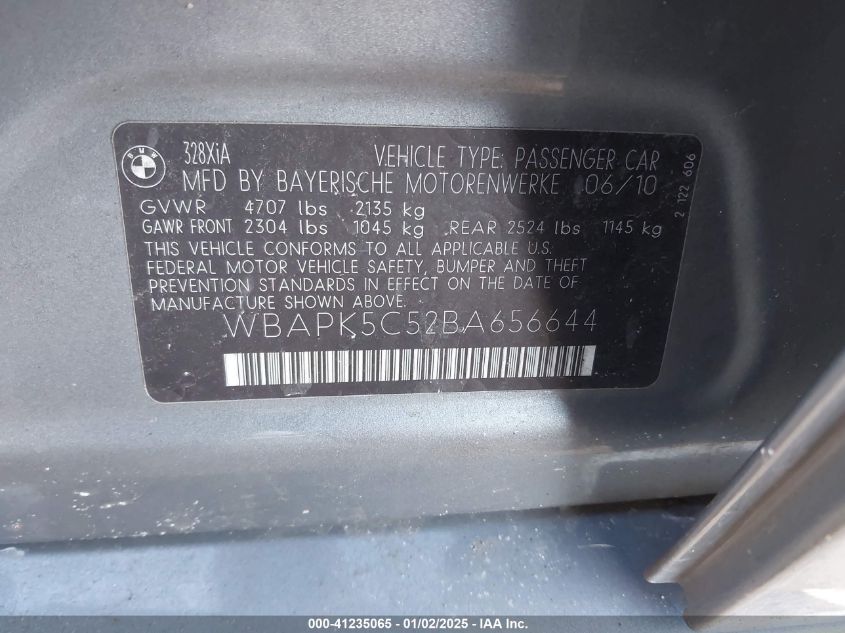 BMW
328XiA VEHICLE TYPE: PASSENGER CAR
MFD BY BAYERISCHE MOTORENWERKE 06/10
GVWR 4707 lbs 2135 kg
GAWR FRONT 2304 lbs 1045 kg REAR 2524 lbs 1145 kg
THIS VEHICLE CONFORMS TO ALL APPLICABLE U.S.
FEDERAL MOTOR VEHICLE SAFETY, BUMPER AND THEFT
PREVENTION STANDARDS IN EFFECT ON THE DATE OF
MANUFACTURE SHOWN ABOVE.
WBAPK5C52BA656644
2 122 606
000-41235065 - 01/02/2025 - IAA Inc.